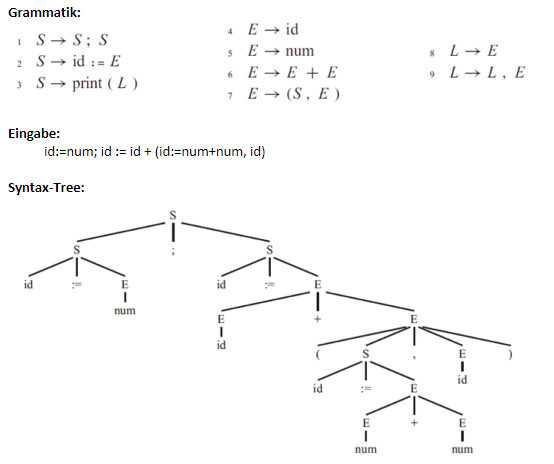 Grammatik:
1 S → S; S
2 S → id := E
3 S → print ( L )
4 E → id
5 E → num
6 E → E + E
7 E → (S, E )
8 L → E
9 L → L , E
Eingabe:
id:=num; id := id + (id:=num+num, id)
Syntax-Tree:
S
S ; S
id := E id := E
num E + E
id ( S , E )
id := E id
E + E
num num